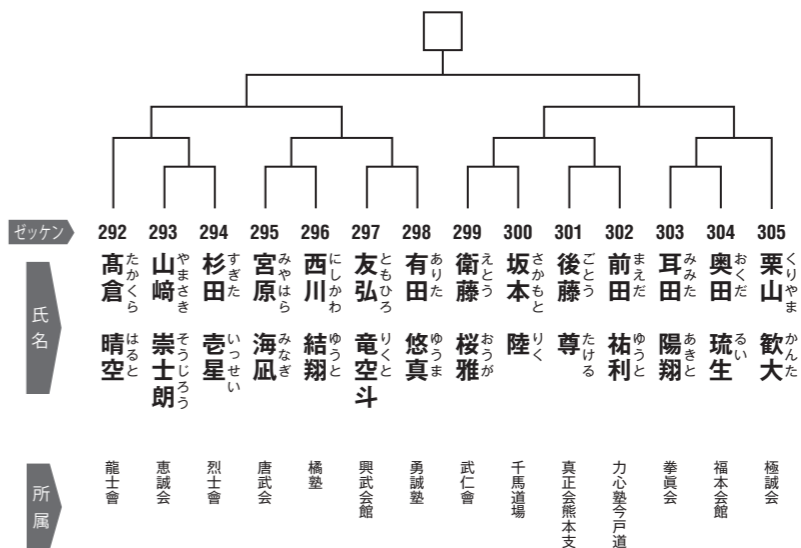 ゼッケン 292 293 294 295 296 297 298 299 300 301 302 303 304 305
氏名
髙倉 晴空
たかくら はると
山﨑 崇士朗
やまさき そうじろう
杉田 壱星
すぎた いっせい
宮原 海凪
みやはら みなぎ
西川 結翔
にしかわ ゆうと
友弘 竜空斗
ともひろ りくと
有田 悠真
ありた ゆうま
衛藤 桜雅
えとう おうが
坂本 陸
さかもと りく
後藤 尊
ごとう たける
前田 祐利
まえだ ゆうと
耳田 陽翔
みみた あきと
奥田 琉生
おくだ るい
栗山 歓大
くりやま かんた
所属
龍士會
恵誠会
烈士會
唐武会
橘塾
興武会館
勇誠塾
武仁會
千馬道場
真正会熊本支
力心塾今戸道
拳眞会
福本会館
極誠会